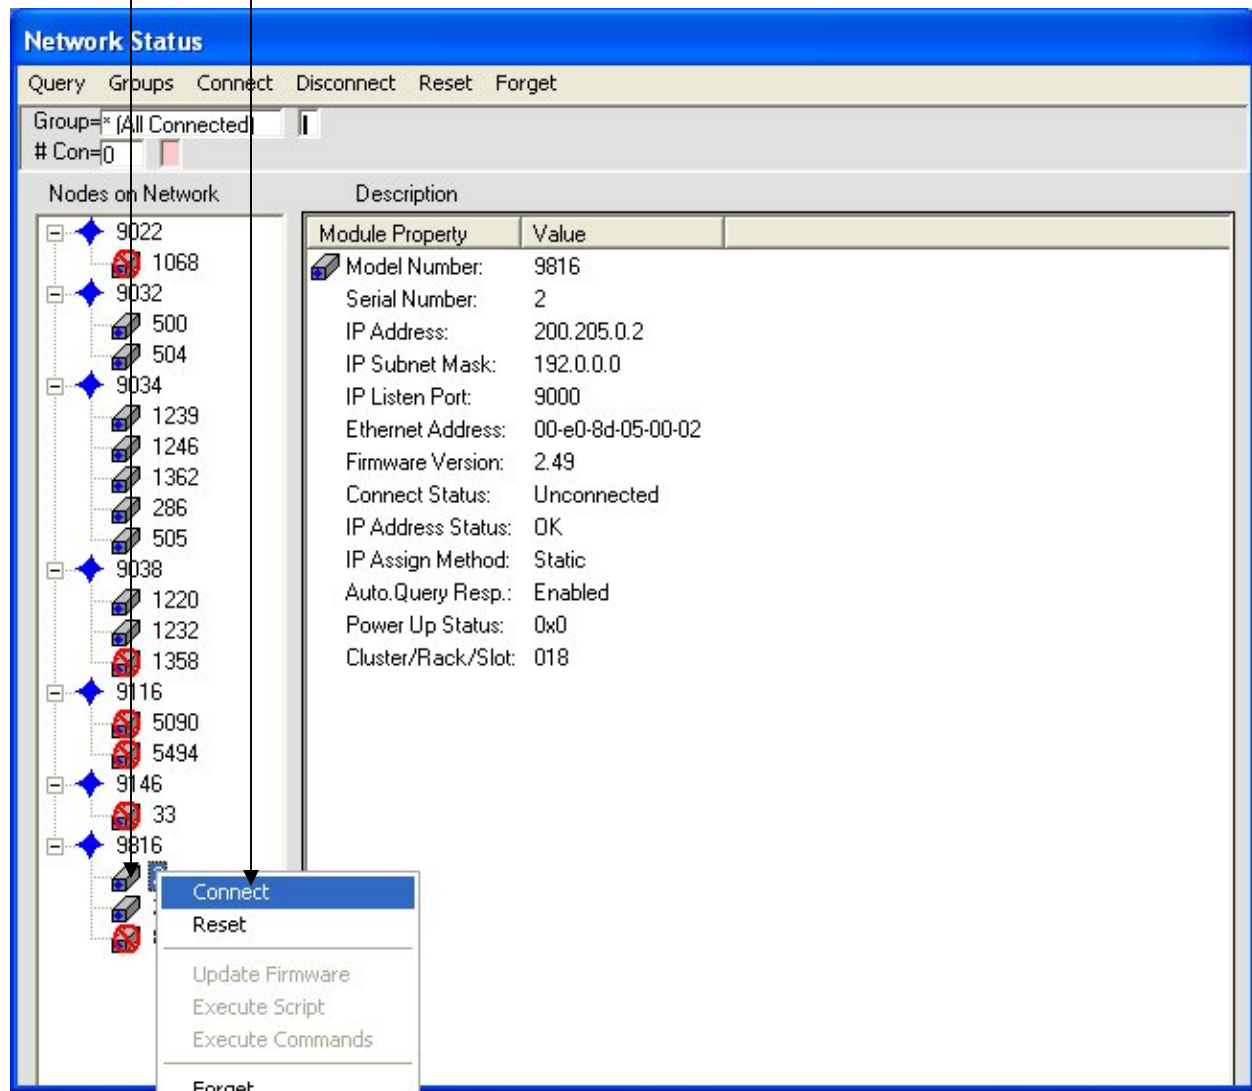 Network Status
Query Groups Connect Disconnect Reset Forget
Group= * (All Connected)
# Con= 0
Nodes on Network Description
9022
1068
9032
500
504
9034
1239
1246
1362
286
505
9038
1220
1232
1358
9116
5090
5494
9146
33
9816
Module Property Value
Model Number: 9816
Serial Number: 2
IP Address: 200.205.0.2
IP Subnet Mask: 192.0.0.0
IP Listen Port: 9000
Ethernet Address: 00-e0-8d-05-00-02
Firmware Version: 2.49
Connect Status: Unconnected
IP Address Status: OK
IP Assign Method: Static
Auto.Query Resp.: Enabled
Power Up Status: 0x0
Cluster/Rack/Slot: 018
Connect
Reset
Update Firmware
Execute Script
Execute Commands
Forget